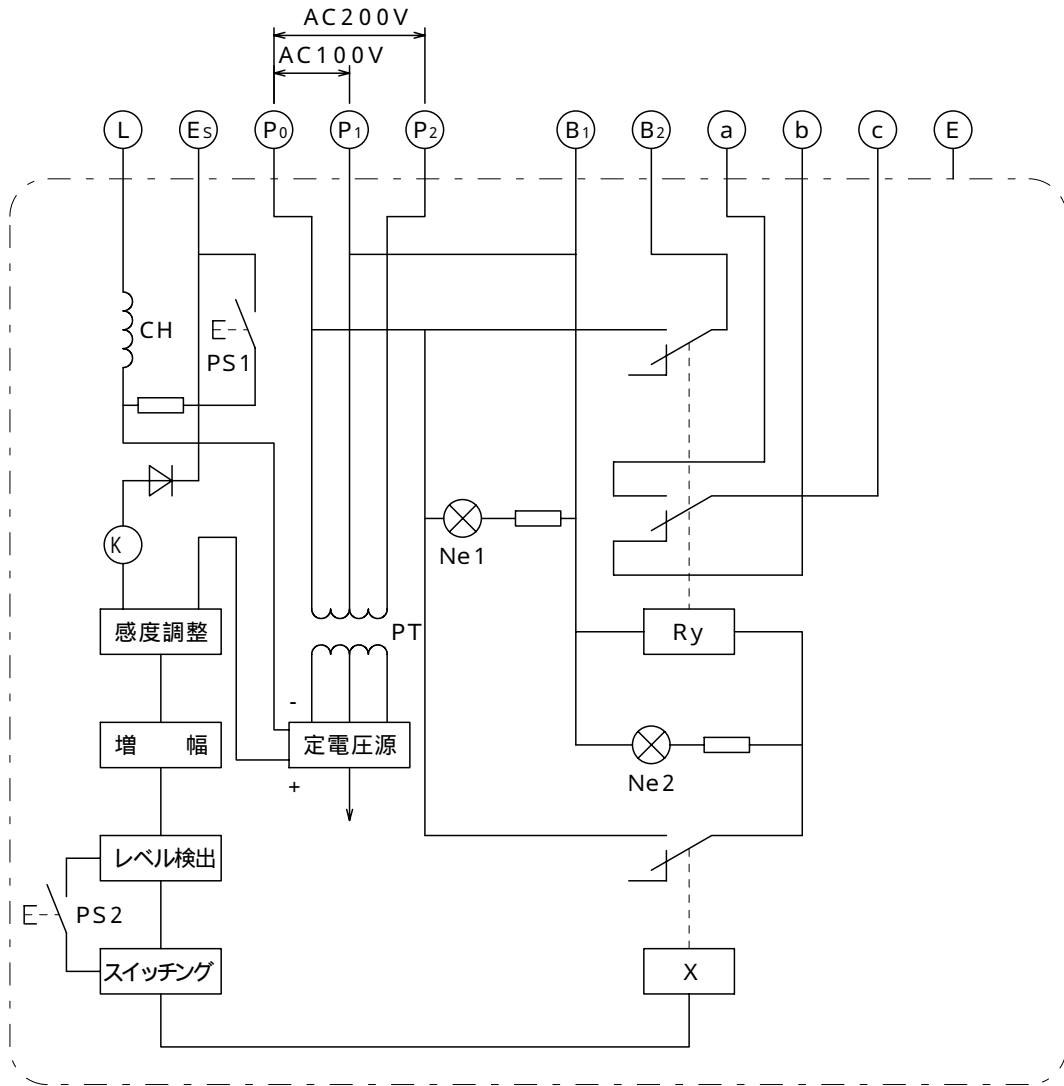 AC200V
AC100V
L ES P0 P1 P2 B1 B2 a b c E
CH
PS1
Ne1
K
感度調整
PT
Ry
-
増 幅
定電圧源
+
Ne2
レベル検出
PS2
スイッチング
X